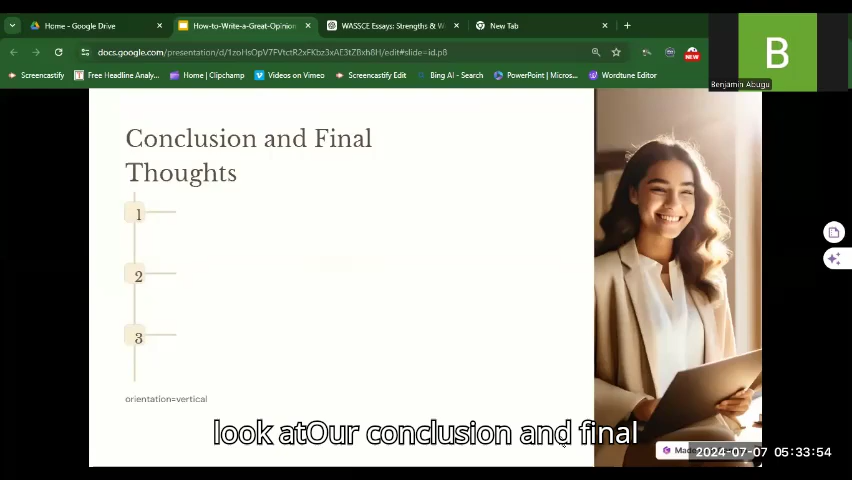 Home - Google Drive
How-to-Write-a-Great-Opinion
WASSCE Essays: Strengths & W
New Tab
docs.google.com/presentation/d/1zoHsOpV7FVtctR2xFKbz3xAE3tZBxh8H/edit#slide=id.p8
NEW
Screencastify
Free Headline Analy...
Home | Clipchamp
Videos on Vimeo
Screencastify Edit
Bing AI - Search
PowerPoint | Micros...
Wordtune Editor
B
Benjamin Abugu
Conclusion and Final
Thoughts
1
2
3
orientation=vertical
look atOur conclusion and final
Made
2024-07-07 05:33:54